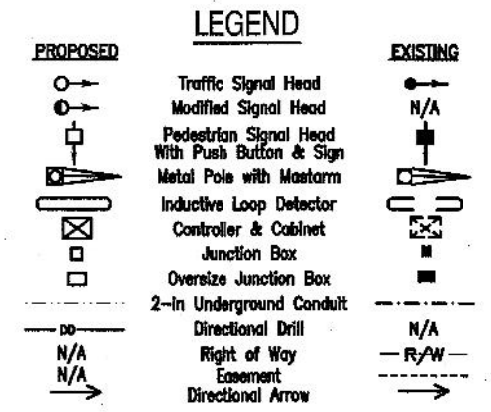 LEGEND
PROPOSED EXISTING
Traffic Signal Head
Modified Signal Head N/A
Pedestrian Signal Head
With Push Button & Sign
Metal Pole with Mastarm
Inductive Loop Detector
Controller & Cabinet
Junction Box
Oversize Junction Box
2-in Underground Conduit
DD Directional Drill N/A
N/A Right of Way R/W
N/A Easement
Directional Arrow